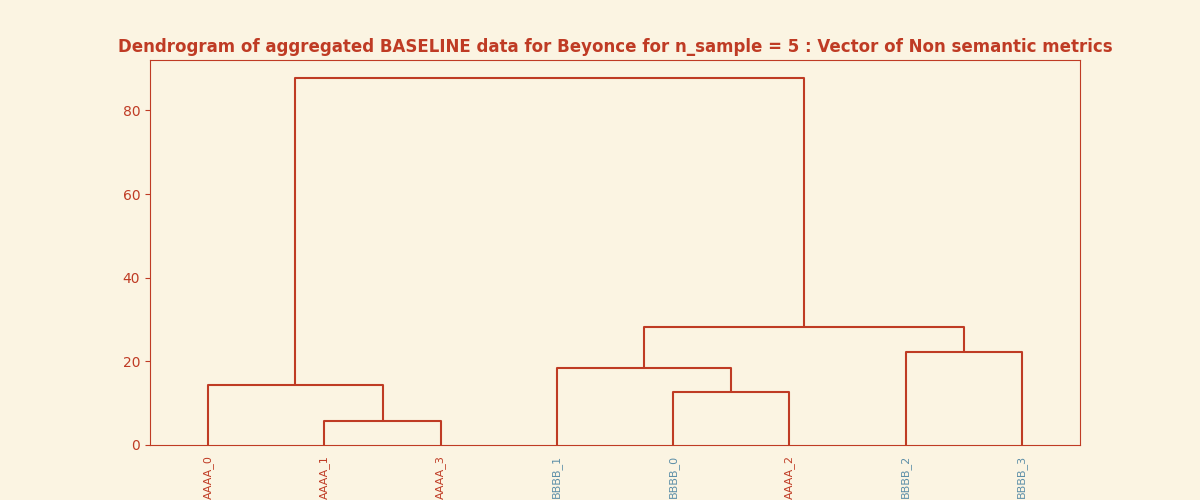 Dendrogram of aggregated BASELINE data for Beyonce for n_sample = 5 : Vector of Non semantic metrics
80
60
40
20
0
AAAA_0
AAAA_1
AAAA_3
BBBB_1
BBBB_0
AAAA_2
BBBB_2
BBBB_3